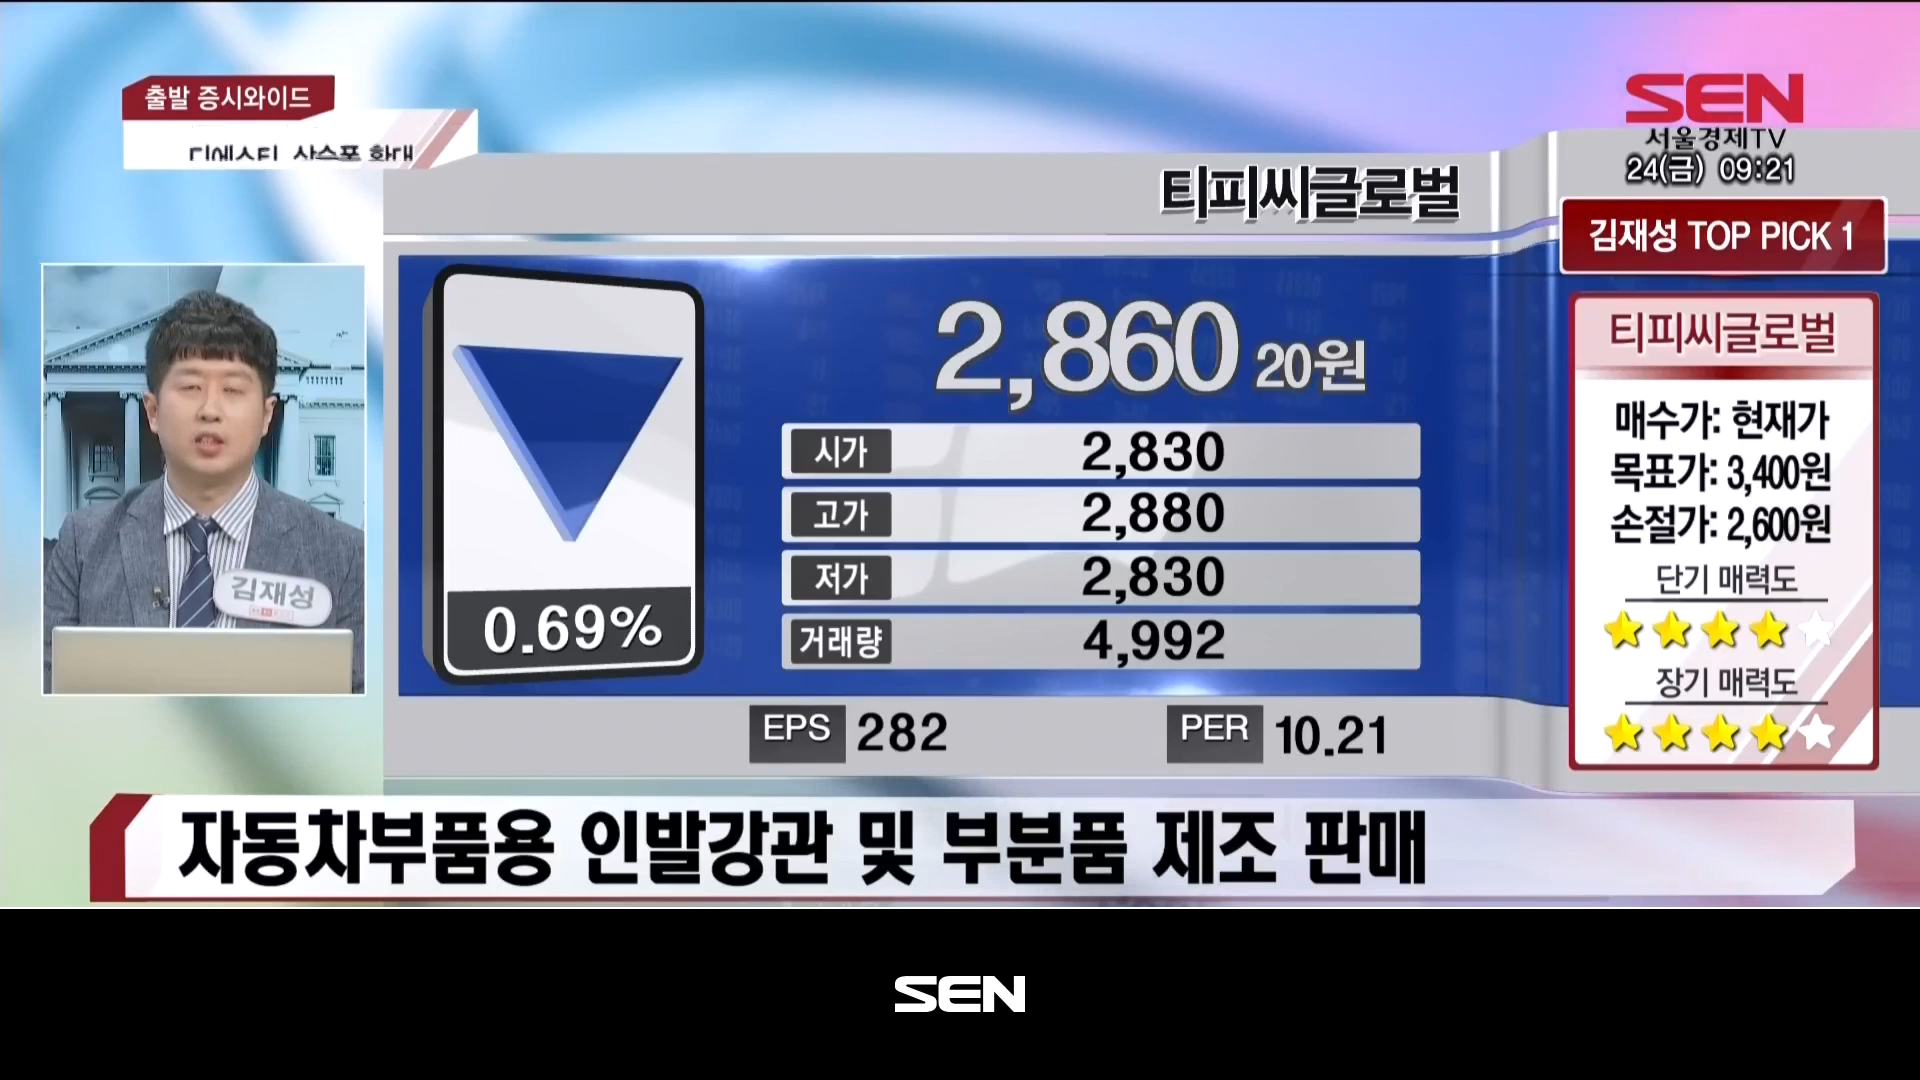 출발 증시와이드
디에스티, 상승폭 확대
SEN
서울경제TV
24(금) 09:21
티피씨글로벌
김재성 TOP PICK 1
2,860 20원
0.69%
시가 2,830
고가 2,880
저가 2,830
거래량 4,992
EPS 282
PER 10.21
티피씨글로벌
매수가: 현재가
목표가: 3,400원
손절가: 2,600원
단기 매력도
장기 매력도
김재성
자동차부품용 인발강관 및 부분품 제조 판매
SEN